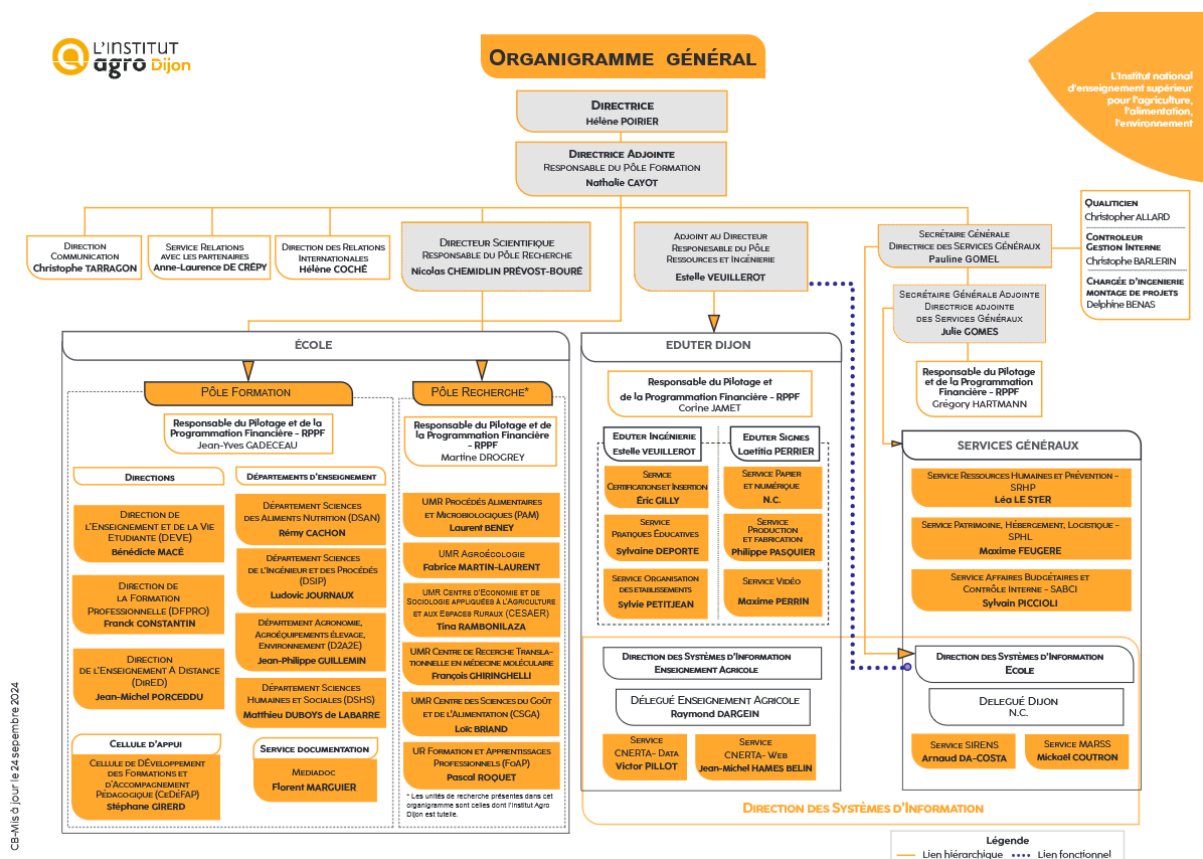 L'INSTITUT
agro Dijon
ORGANIGRAMME GÉNÉRAL
L'Institut national
d'enseignement supérieur
pour l'agriculture,
l'alimentation,
l'environnement
DIRECTRICE
Hélène POIRIER
DIRECTRICE ADJOINTE
RESPONSABLE DU PÔLE FORMATION
Nathalie CAYOT
DIRECTION
COMMUNICATION
Christophe TARRAGON
SERVICE RELATIONS
AVEC LES PARTENAIRES
Anne-Laurence DE CRÉPY
DIRECTION DES RELATIONS
INTERNATIONALES
Hélène COCHÉ
DIRECTEUR SCIENTIFIQUE
RESPONSABLE DU PÔLE RECHERCHE
Nicolas CHEMIDLIN PRÉVOST-BOURÉ
ADJOINT AU DIRECTEUR
RESPONESABLE DU PÔLE
RESSOURCES ET INGÉNIERIE
Estelle VEUILLEROT
SECRÉTAIRE GÉNÉRALE
DIRECTRICE DES SERVICES GÉNÉRAUX
Pauline GOMEL
QUALITICIEN
Christopher ALLARD
CONTROLEUR
GESTION INTERNE
Christophe BARLERIN
CHARGÉE D'INGENIERIE
MONTAGE DE PROJETS
Delphine BENAS
SECRÉTAIRE GÉNÉRALE ADJOINTE
DIRECTRICE ADJOINTE
DES SERVICES GÉNÉRAUX
Julie GOMES
Responsable du Pilotage
et de la Programmation
Financière - RPPF
Grégory HARTMANN
ÉCOLE
PÔLE FORMATION
Responsable du Pilotage et de la
Programmation Financière - RPPF
Jean-Yves GADECEAU
DIRECTIONS
DIRECTION DE
L'ENSEIGNEMENT ET DE LA VIE
ETUDIANTE (DEVE)
Bénédicte MACÉ
DIRECTION DE
LA FORMATION
PROFESSIONNELLE (DFPRO)
Franck CONSTANTIN
DIRECTION
DE L'ENSEIGNEMENT À DISTANCE
(DIRED)
Jean-Michel PORCEDDU
CELLULE D'APPUI
CELLULE DE DÉVELOPPEMENT
DES FORMATIONS ET
D'ACCOMPAGNEMENT
PÉDAGOGIQUE (CEDÉFAP)
Stéphane GIRERD
DÉPARTEMENTS D'ENSEIGNEMENT
DÉPARTEMENT SCIENCES
DES ALIMENTS NUTRITION (DSAN)
Rémy CACHON
DÉPARTEMENT SCIENCES
DE L'INGÉNIEUR ET DES PROCÉDÉS
(DSIP)
Ludovic JOURNAUX
DÉPARTEMENT AGRONOMIE,
AGROÉQUIPEMENTS ÉLEVAGE,
ENVIRONNEMENT (D2A2E)
Jean-Philippe GUILLEMIN
DÉPARTEMENT SCIENCES
HUMAINES ET SOCIALES (DSHS)
Matthieu DUBOYS de LABARRE
SERVICE DOCUMENTATION
MEDIADOC
Florent MARGUIER
PÔLE RECHERCHE*
Responsable du Pilotage et de
la Programmation Financière
- RPPF
Martine DROGREY
UMR PROCÉDÉS ALIMENTAIRES
ET MICROBIOLOGIQUES (PAM)
Laurent BENEY
UMR AGROÉCOLOGIE
Fabrice MARTIN-LAURENT
UMR CENTRE D'ECONOMIE ET DE
SOCIOLOGIE APPLIQUÉES À L'AGRICULTURE
ET AUX ESPACES RURAUX (CESAER)
Tina RAMBONILAZA
UMR CENTRE DE RECHERCHE TRANSLA-
TIONNELLE EN MÉDECINE MOLÉCULAIRE
François GHIRINGHELLI
UMR CENTRE DES SCIENCES DU GOÛT
ET DE L'ALIMENTATION (CSGA)
Loïc BRIAND
UR FORMATION ET APPRENTISSAGES
PROFESSIONNELS (FOAP)
Pascal ROQUET
* Les unités de recherche présentes dans cet
organigramme sont celles dont l'Institut Agro
Dijon est tutelle.
EDUTER DIJON
Responsable du Pilotage et
de la Programmation Financière - RPPF
Corine JAMET
EDUTER INGÉNIERIE
Estelle VEUILLEROT
SERVICE
CERTIFICATIONS ET INSERTION
Éric GILLY
SERVICE
PRATIQUES EDUCATIVES
Sylvaine DEPORTE
SERVICE ORGANISATION
DES ETABLISSEMENTS
Sylvie PETITJEAN
EDUTER SIGNES
Laetitia PERRIER
SERVICE PAPIER
ET NUMÉRIQUE
N.C.
SERVICE
PRODUCTION
ET FABRICATION
Philippe PASQUIER
SERVICE VIDÉO
Maxime PERRIN
SERVICES GÉNÉRAUX
SERVICE RESSOURCES HUMAINES ET PRÉVENTION -
SRHP
Léa LE STER
SERVICE PATRIMOINE, HÉBERGEMENT, LOGISTIQUE -
SPHL
Maxime FEUGERE
SERVICE AFFAIRES BUDGÉTAIRES ET
CONTRÔLE INTERNE - SABCI
Sylvain PICCIOLI
DIRECTION DES SYSTÈMES D'INFORMATION
ENSEIGNEMENT AGRICOLE
DÉLEGUÉ ENSEIGNEMENT AGRICOLE
Raymond DARGEIN
SERVICE
CNERTA- DATA
Victor PILLOT
SERVICE
CNERTA-WEB
Jean-Michel HAMES BELIN
DIRECTION DES SYSTÈMES D'INFORMATION
ECOLE
DELEGUÉ DIJON
N.C.
SERVICE SIRENS
Arnaud DA-COSTA
SERVICE MARSS
Mickaël COUTRON
DIRECTION DES SYSTÈMES D'INFORMATION
Légende
Lien hiérarchique
Lien fonctionnel
CB-Mis à jour le 24 sepembre 2024